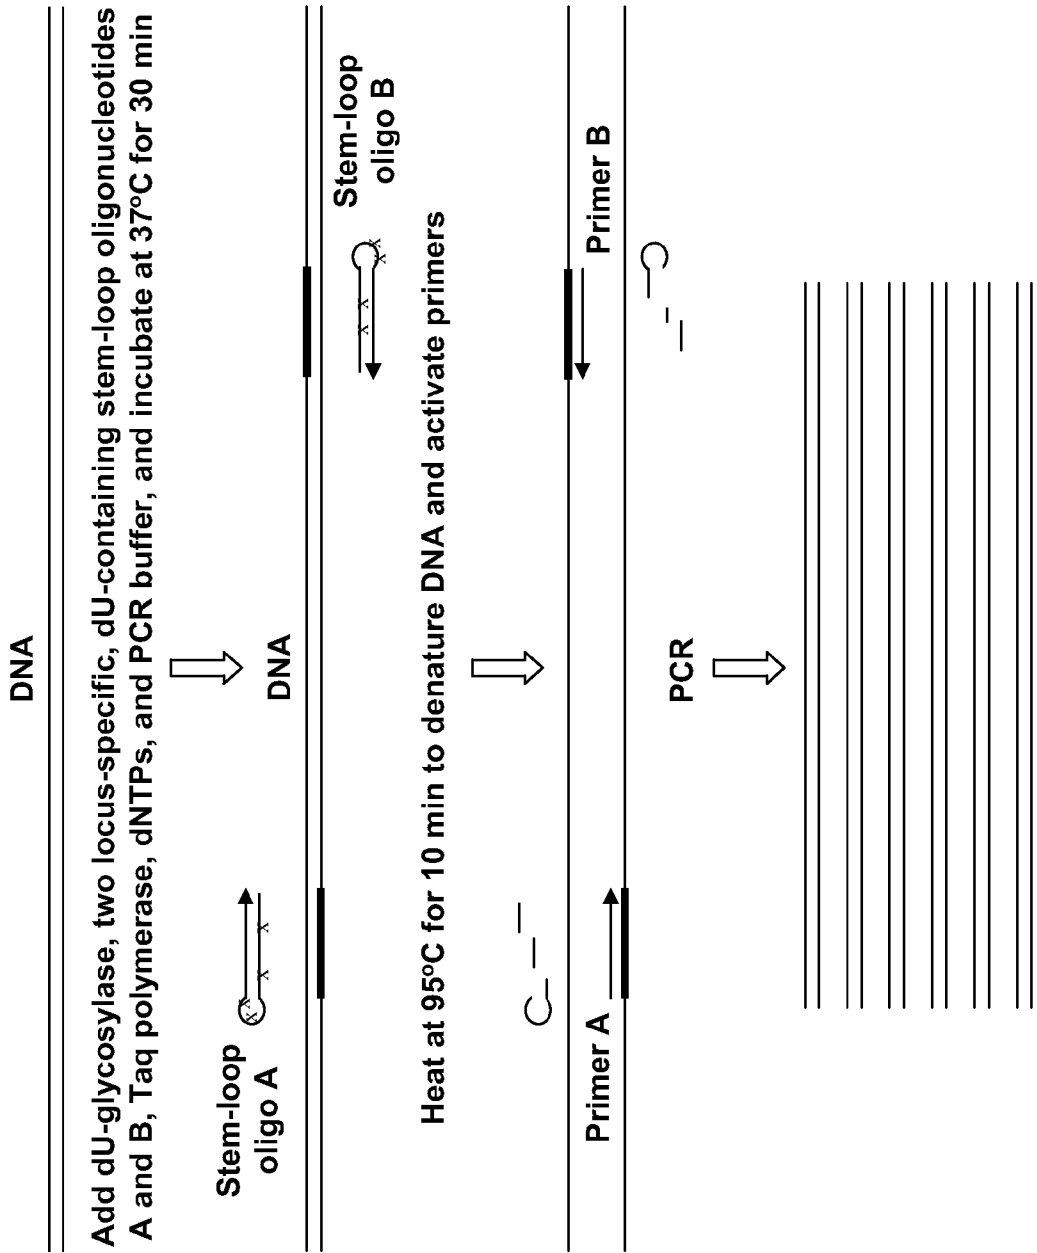 DNA
Add dU-glycosylase, two locus-specific, dU-containing stem-loop oligonucleotides
A and B, Taq polymerase, dNTPs, and PCR buffer, and incubate at 37°C for 30 min
Stem-loop
oligo A
DNA
x
x
x
x
Stem-loop
oligo B
x
x
x
x
Heat at 95°C for 10 min to denature DNA and activate primers
Primer A
Primer B
PCR